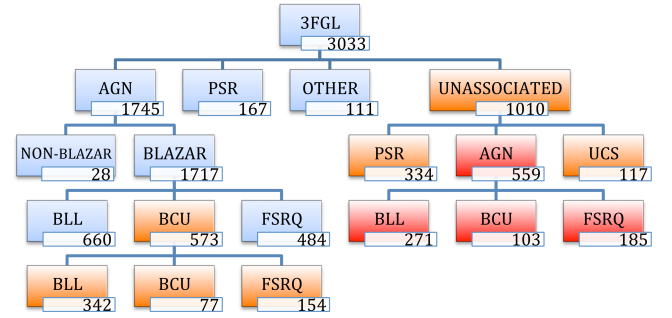 3FGL
3033
AGN
1745
PSR
167
OTHER
111
UNASSOCIATED
1010
NON-BLAZAR
28
BLAZAR
1717
PSR
334
AGN
559
UCS
117
BLL
660
BCU
573
FSRQ
484
BLL
271
BCU
103
FSRQ
185
BLL
342
BCU
77
FSRQ
154